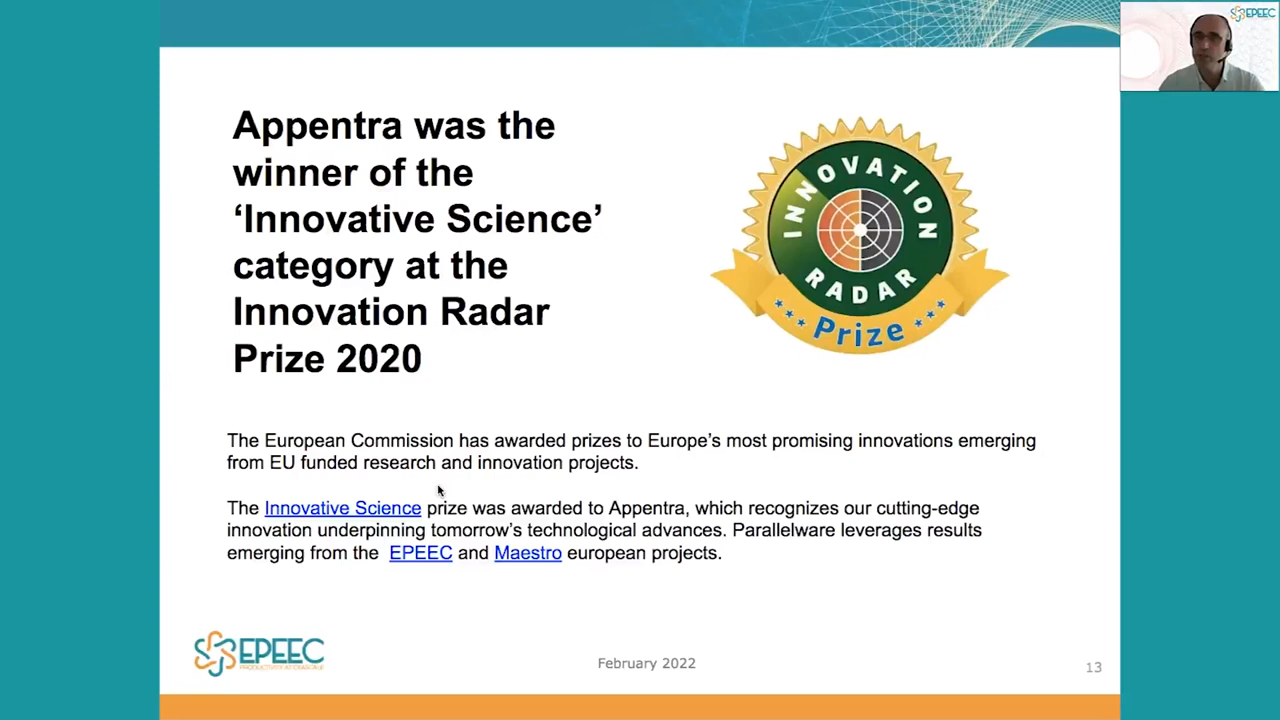 EPEEC
Appentra was the
winner of the
‘Innovative Science’
category at the
Innovation Radar
Prize 2020
INNOVATION
RADAR
Prize
The European Commission has awarded prizes to Europe’s most promising innovations emerging
from EU funded research and innovation projects.
The Innovative Science prize was awarded to Appentra, which recognizes our cutting-edge
innovation underpinning tomorrow’s technological advances. Parallelware leverages results
emerging from the EPEEC and Maestro european projects.
EPEEC
PRODUCTIVITY AT EXASCALE
February 2022
13